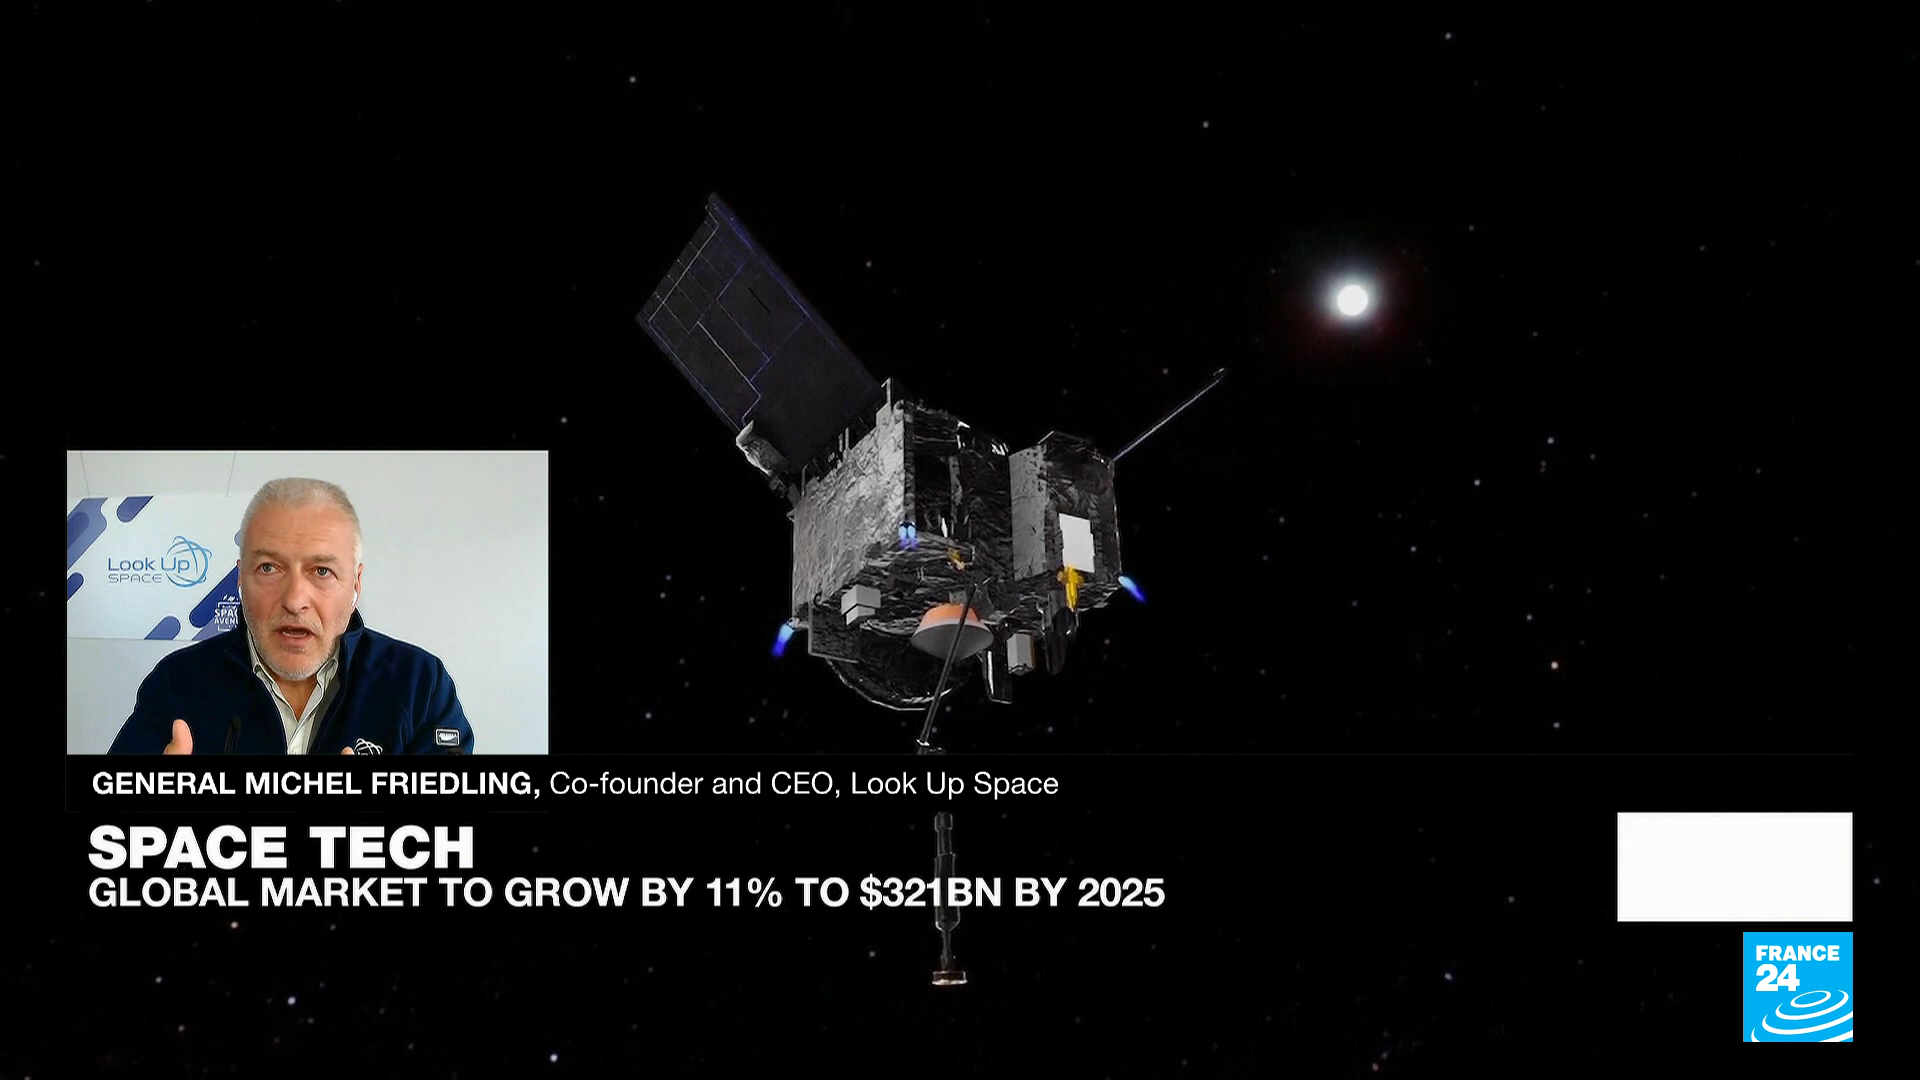 Look Up
SPACE
GENERAL MICHEL FRIEDLING, Co-founder and CEO, Look Up Space
SPACE TECH
GLOBAL MARKET TO GROW BY 11% TO $321BN BY 2025
FRANCE
24